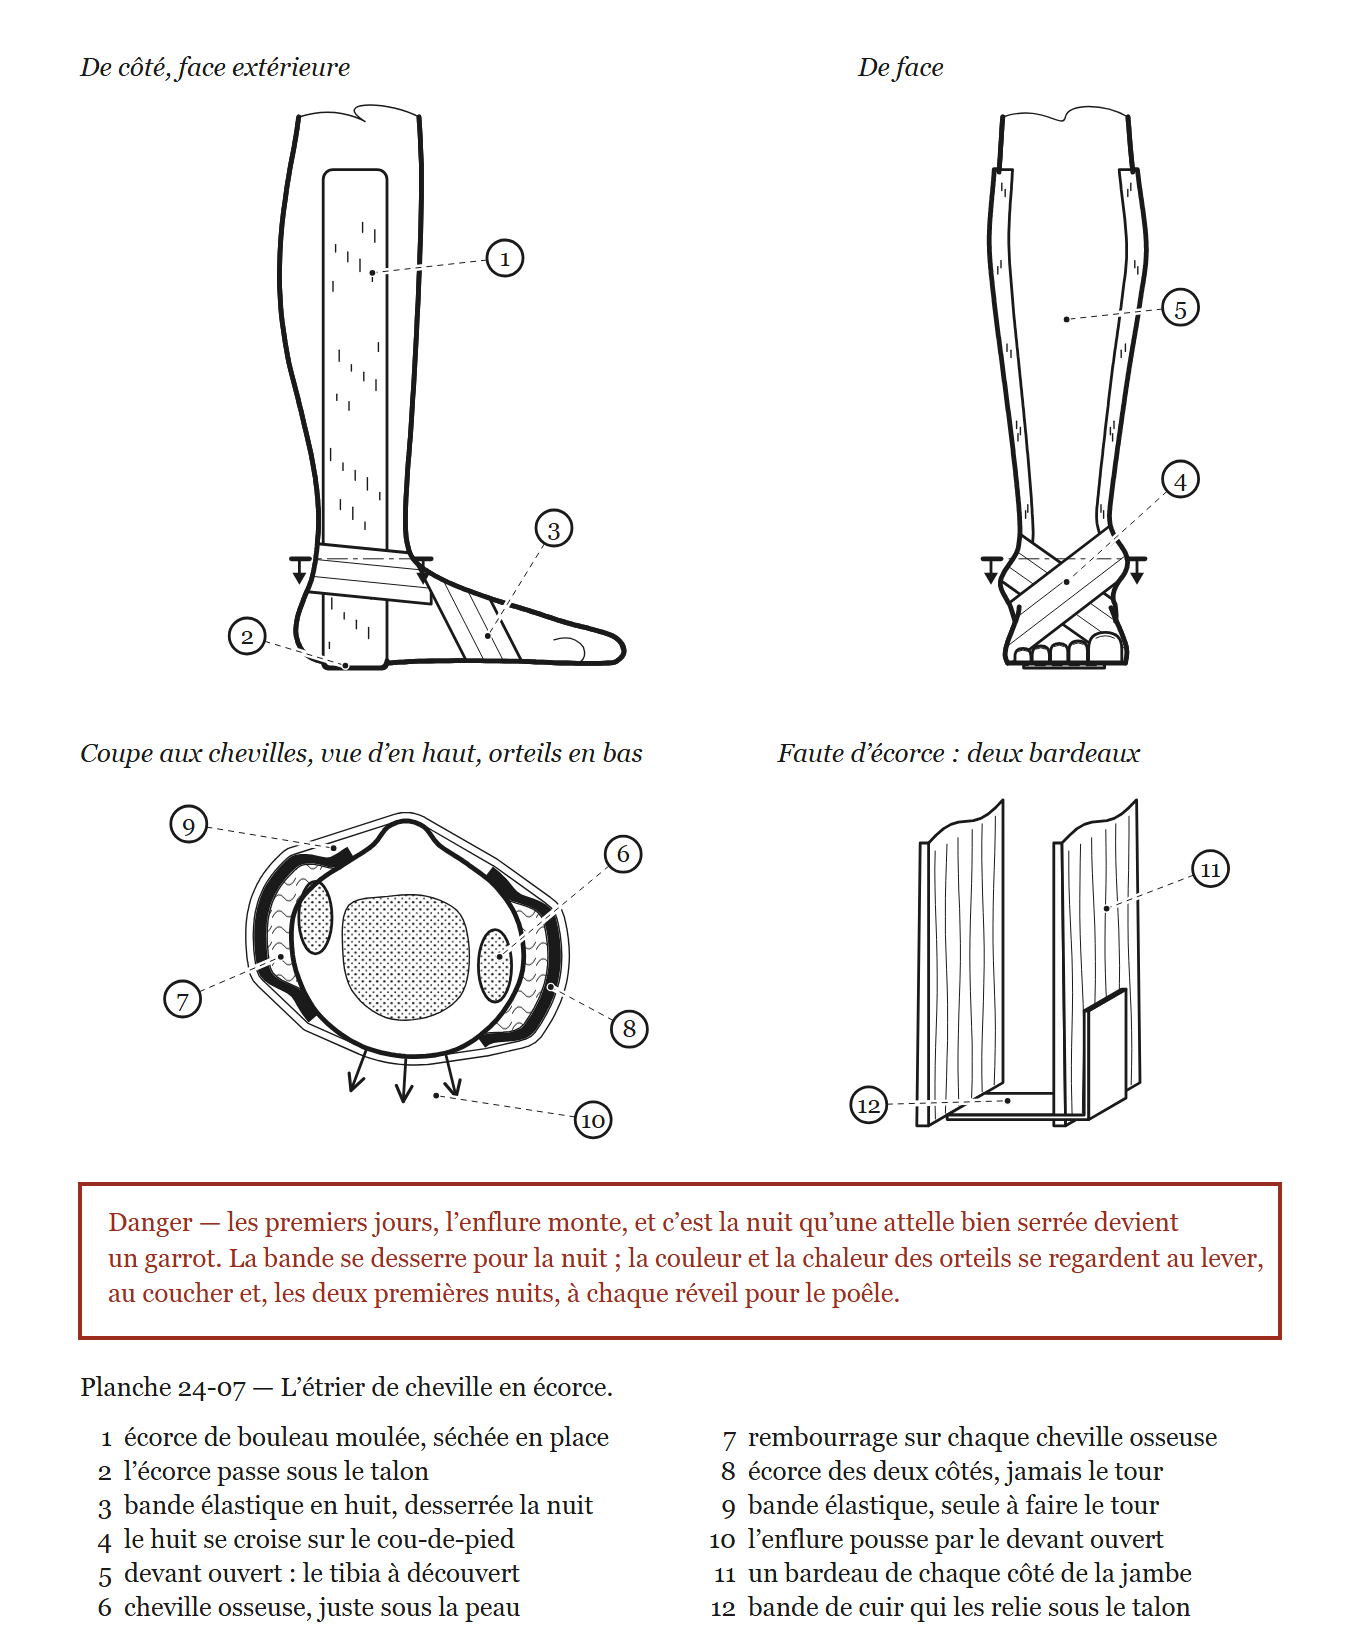 De côté, face extérieure
De face
1
5
4
3
2
Coupe aux chevilles, vue d’en haut, orteils en bas
Faute d’écorce : deux bardeaux
9
6
11
7
8
12
10
Danger — les premiers jours, l’enflure monte, et c’est la nuit qu’une attelle bien serrée devient
un garrot. La bande se desserre pour la nuit ; la couleur et la chaleur des orteils se regardent au lever,
au coucher et, les deux premières nuits, à chaque réveil pour le poêle.
Planche 24-07 — L’étrier de cheville en écorce.
1 écorce de bouleau moulée, séchée en place
2 l’écorce passe sous le talon
3 bande élastique en huit, desserrée la nuit
4 le huit se croise sur le cou-de-pied
5 devant ouvert : le tibia à découvert
6 cheville osseuse, juste sous la peau
7 rembourrage sur chaque cheville osseuse
8 écorce des deux côtés, jamais le tour
9 bande élastique, seule à faire le tour
10 l’enflure pousse par le devant ouvert
11 un bardeau de chaque côté de la jambe
12 bande de cuir qui les relie sous le talon